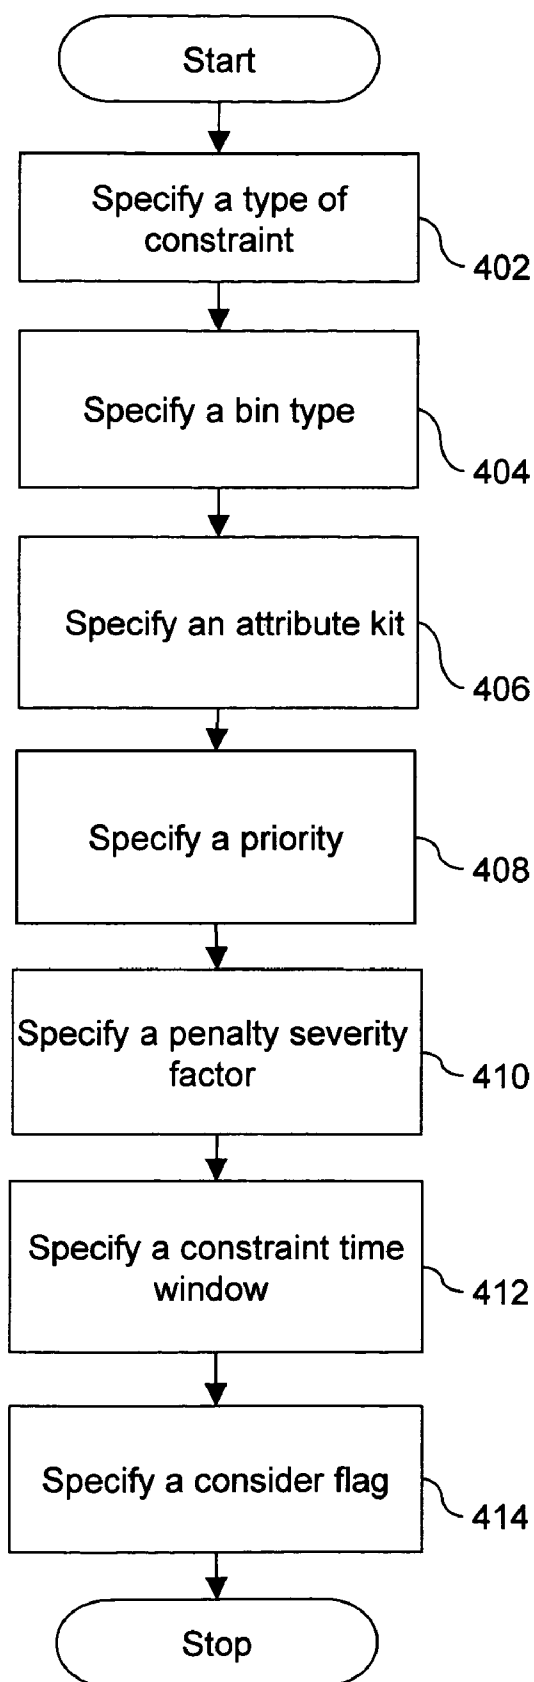 Start
Specify a type of
constraint
402
Specify a bin type
404
Specify an attribute kit
406
Specify a priority
408
Specify a penalty severity
factor
410
Specify a constraint time
window
412
Specify a consider flag
414
Stop